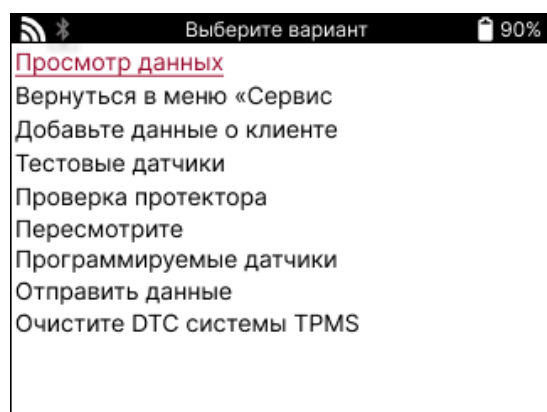 Выберите вариант 90%
Просмотр данных
Вернуться в меню «Сервис
Добавьте данные о клиенте
Тестовые датчики
Проверка протектора
Пересмотрите
Программируемые датчики
Отправить данные
Очистите DTC системы TPMS